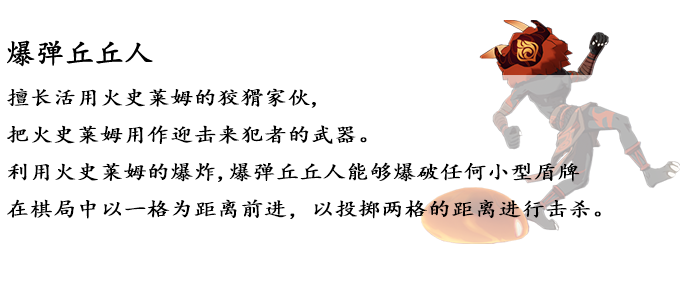 爆弹丘丘人
擅长活用火史莱姆的狡猾家伙,
把火史莱姆用作迎击来犯者的武器。
利用火史莱姆的爆炸,爆弹丘丘人能够爆破任何小型盾牌
在棋局中以一格为距离前进，以投掷两格的距离进行击杀。